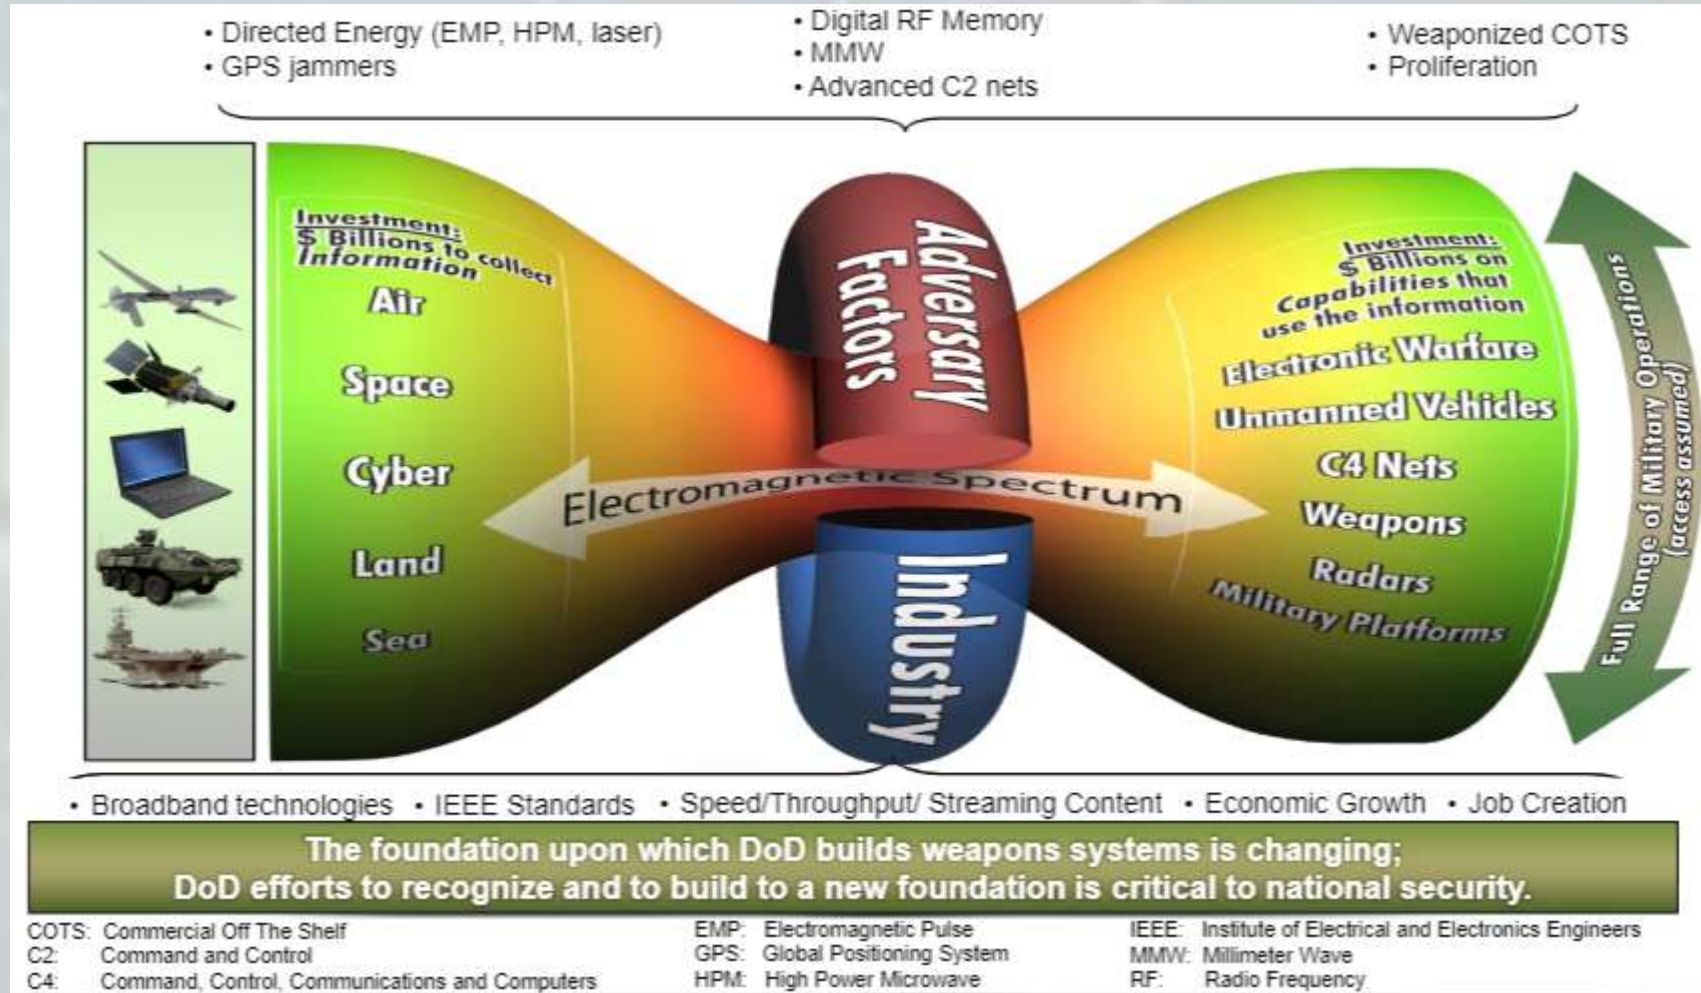 • Directed Energy (EMP, HPM, laser)
• GPS jammers
• Digital RF Memory
• MMW
• Advanced C2 nets
• Weaponized COTS
• Proliferation
Investment:
$ Billions to collect
Information
Air
Space
Cyber
Land
Sea
Adversary
Factors
Electromagnetic Spectrum
Industry
Investment:
$ Billions on
Capabilities that
use the information
Electronic Warfare
Unmanned Vehicles
C4 Nets
Weapons
Radars
Military Platforms
Full Range of Military Operations
(access assumed)
• Broadband technologies • IEEE Standards • Speed/Throughput/ Streaming Content • Economic Growth • Job Creation
The foundation upon which DoD builds weapons systems is changing;
DoD efforts to recognize and to build to a new foundation is critical to national security.
COTS: Commercial Off The Shelf
C2: Command and Control
C4: Command, Control, Communications and Computers
EMP: Electromagnetic Pulse
GPS: Global Positioning System
HPM: High Power Microwave
IEEE: Institute of Electrical and Electronics Engineers
MMW: Millimeter Wave
RF: Radio Frequency